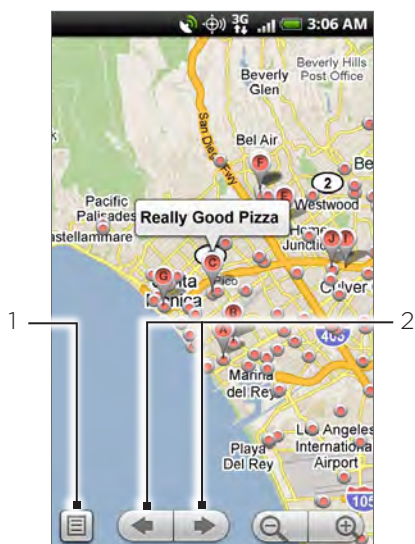 3G 3:06 AM
Beverly Hills
Post Office
Beverly
Glen
San Diego Fwy
Bel Air
F
2
Be
E
Westwood
Pacific
Palisades
Really Good Pizza
astellammare
Home
Junction
J
C
G
Pico
Culver
B
405
A
1
2
Marina
del Rey
Los Angeles
International
Airport
Playa
Del Rey
105